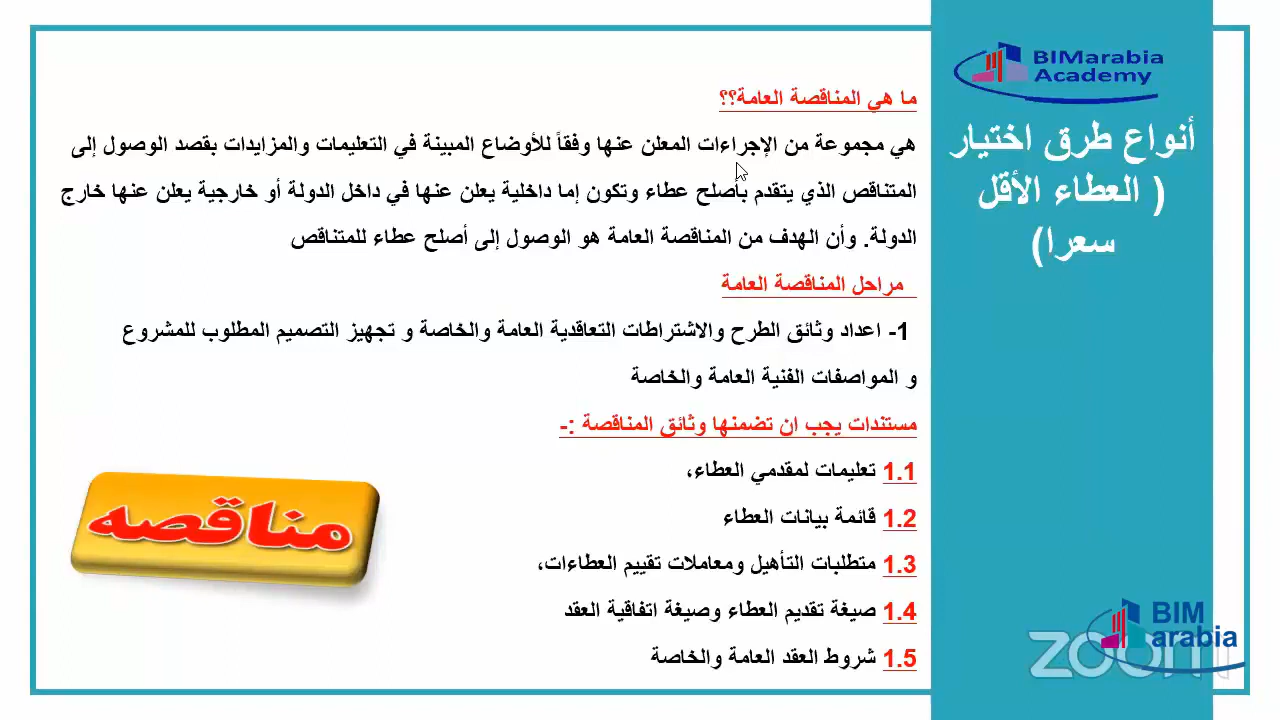 BIMarabia
Academy
أنواع طرق اختيار
( العطاء الأقل
سعرا)
ما هي المناقصة العامة؟؟
هي مجموعة من الإجراءات المعلن عنها وفقاً للأوضاع المبينة في التعليمات والمزايدات بقصد الوصول إلى
المتناقص الذي يتقدم بأصلح عطاء وتكون إما داخلية يعلن عنها في داخل الدولة أو خارجية يعلن عنها خارج
الدولة. وأن الهدف من المناقصة العامة هو الوصول إلى أصلح عطاء للمتناقص
مراحل المناقصة العامة
1- اعداد وثائق الطرح والاشتراطات التعاقدية العامة والخاصة و تجهيز التصميم المطلوب للمشروع
و المواصفات الفنية العامة والخاصة
مستندات يجب ان تضمنها وثائق المناقصة :-
1.1 تعليمات لمقدمي العطاء،
1.2 قائمة بيانات العطاء
1.3 متطلبات التأهيل ومعاملات تقييم العطاءات،
1.4 صيغة تقديم العطاء وصيغة اتفاقية العقد
1.5 شروط العقد العامة والخاصة
مناقصه
BIM
arabia
zoom